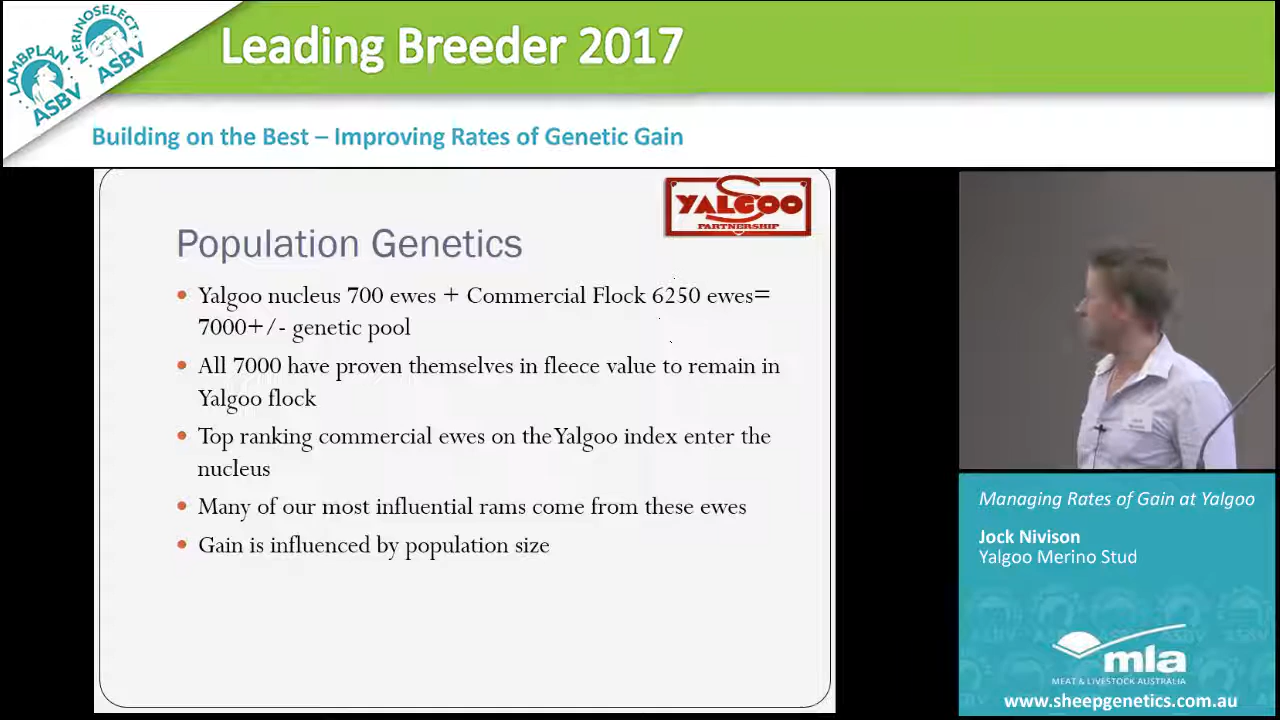 LAMBPLAN
ASBV
MERINOSELECT
ASBV
Leading Breeder 2017
Building on the Best – Improving Rates of Genetic Gain
YALGOO
PARTNERSHIP
Population Genetics
• Yalgoo nucleus 700 ewes + Commercial Flock 6250 ewes=
7000+/- genetic pool
• All 7000 have proven themselves in fleece value to remain in
Yalgoo flock
• Top ranking commercial ewes on the Yalgoo index enter the
nucleus
• Many of our most influential rams come from these ewes
• Gain is influenced by population size
Managing Rates of Gain at Yalgoo
Jock Nivison
Yalgoo Merino Stud
mla
MEAT & LIVESTOCK AUSTRALIA
www.sheepgenetics.com.au